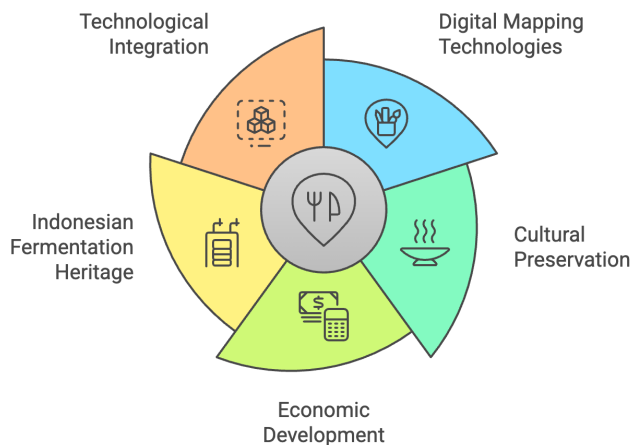 Technological
Integration
Digital Mapping
Technologies
Indonesian
Fermentation
Heritage
Cultural
Preservation
$
Economic
Development